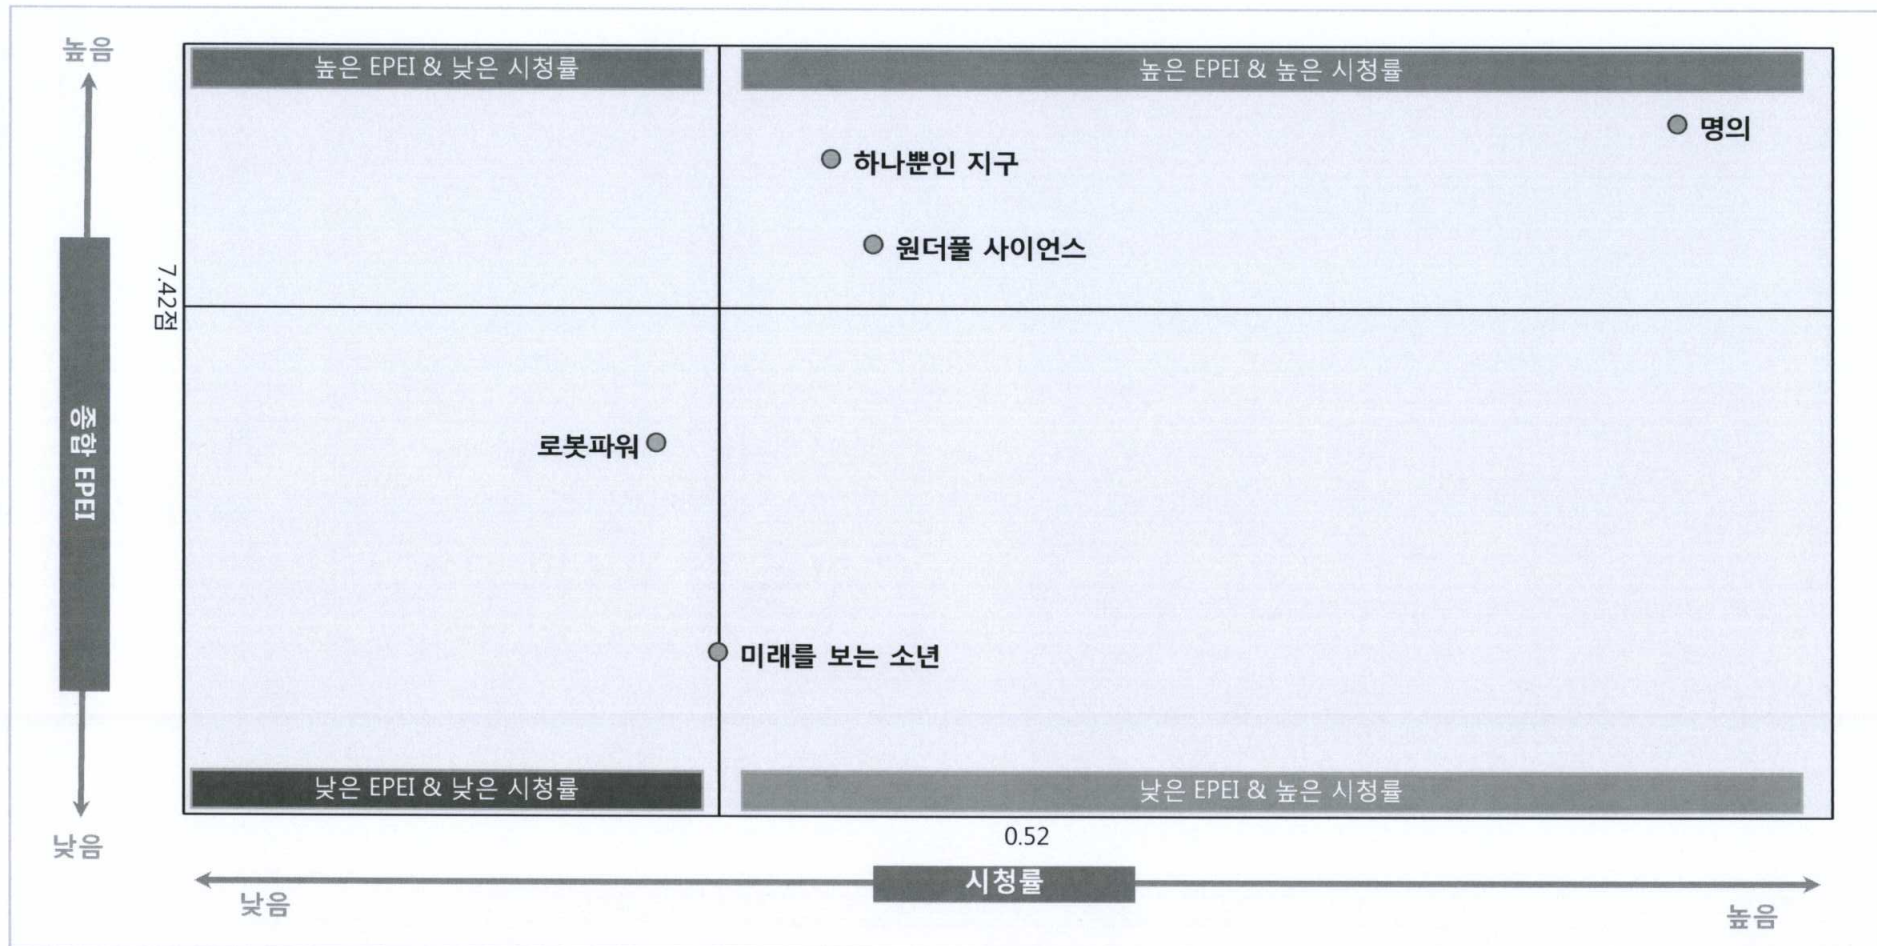 높음
높은 EPEI & 낮은 시청률
높은 EPEI & 높은 시청률
명의
하나뿐인 지구
원더풀 사이언스
7.42점
종합 EPEI
로봇파워
미래를 보는 소년
낮은 EPEI & 낮은 시청률
낮은 EPEI & 높은 시청률
낮음
0.52
시청률
낮음
높음